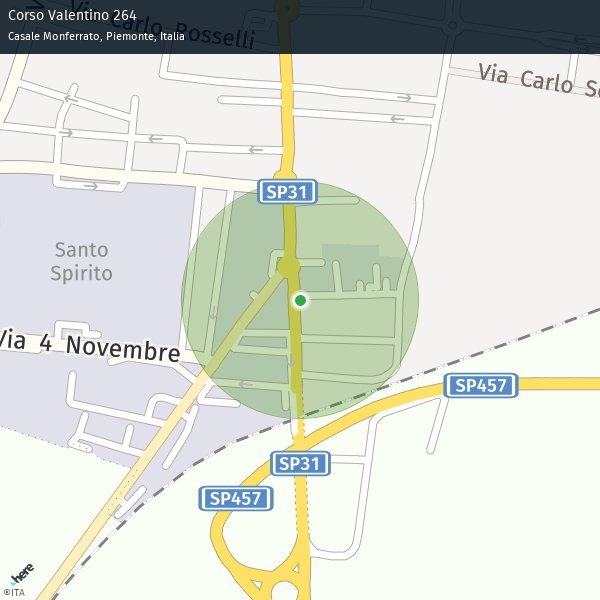 Corso Valentino 264
Casale Monferrato, Piemonte, Italia
Via Carlo Rosselli
Via Carlo
SP31
Santo
Spirito
Via 4 Novembre
SP457
SP31
SP457
here
©ITA